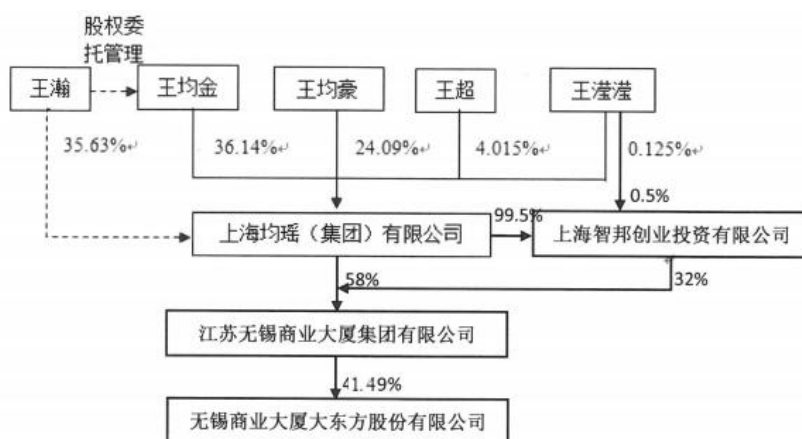 股权委
托管理
王瀚
王均金
王均豪
王超
王滢滢
35.63%
36.14%
24.09%
4.015%
0.125%
0.5%
上海均瑶（集团）有限公司
99.5%
上海智邦创业投资有限公司
58%
32%
江苏无锡商业大厦集团有限公司
41.49%
无锡商业大厦大东方股份有限公司